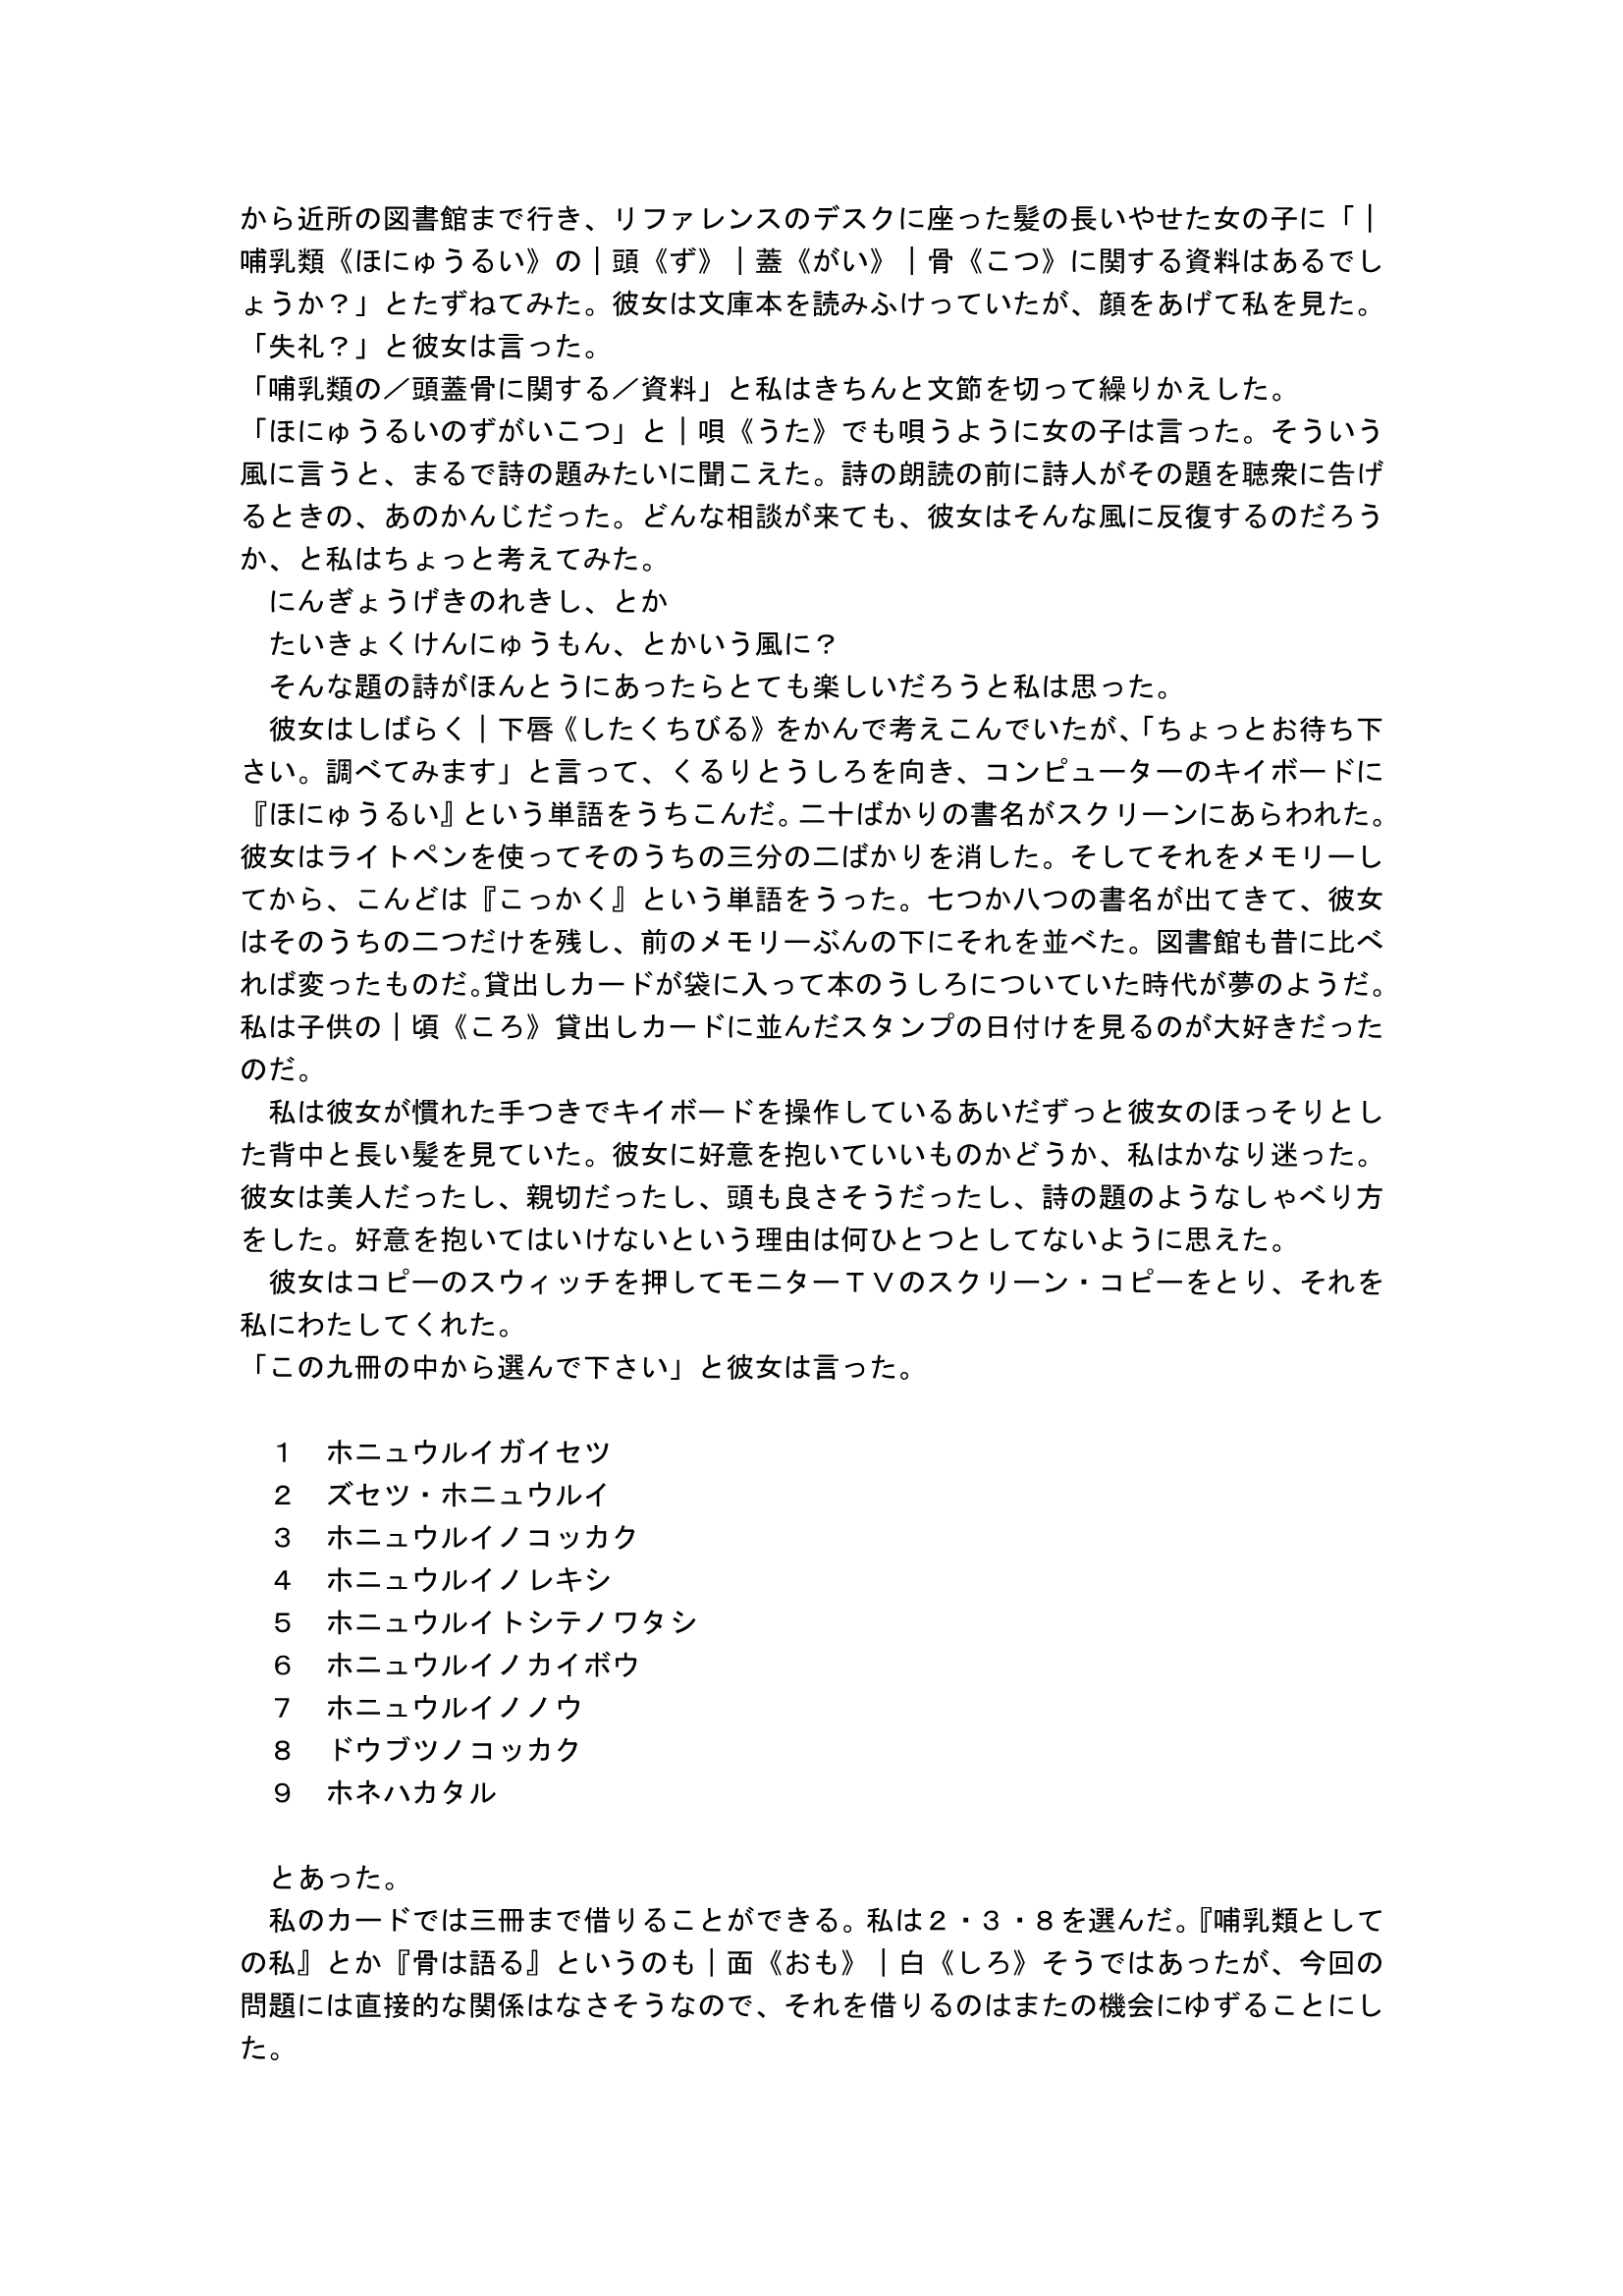 から近所の図書館まで行き、リファレンスのデスクに座った髪の長いやせた女の子に「｜
哺乳類《ほにゅうるい》の｜頭《ず》｜蓋《がい》｜骨《こつ》に関する資料はあるでし
ょうか？」とたずねてみた。彼女は文庫本を読みふけっていたが、顔をあげて私を見た。
「失礼？」と彼女は言った。
「哺乳類の／頭蓋骨に関する／資料」と私はきちんと文節を切って繰りかえした。
「ほにゅうるいのずがいこつ」と｜唄《うた》でも唄うように女の子は言った。そういう
風に言うと、まるで詩の題みたいに聞こえた。詩の朗読の前に詩人がその題を聴衆に告げ
るときの、あのかんじだった。どんな相談が来ても、彼女はそんな風に反復するのだろう
か、と私はちょっと考えてみた。
　にんぎょうげきのれきし、とか
　たいきょくけんにゅうもん、とかいう風に？
　そんな題の詩がほんとうにあったらとても楽しいだろうと私は思った。
　彼女はしばらく｜下唇《したくちびる》をかんで考えこんでいたが、「ちょっとお待ち下
さい。調べてみます」と言って、くるりとうしろを向き、コンピューターのキイボードに
『ほにゅうるい』という単語をうちこんだ。二十ばかりの書名がスクリーンにあらわれた。
彼女はライトペンを使ってそのうちの三分の二ばかりを消した。そしてそれをメモリーし
てから、こんどは『こっかく』という単語をうった。七つか八つの書名が出てきて、彼女
はそのうちの二つだけを残し、前のメモリーぶんの下にそれを並べた。図書館も昔に比べ
れば変ったものだ。貸出しカードが袋に入って本のうしろについていた時代が夢のようだ。
私は子供の｜頃《ころ》貸出しカードに並んだスタンプの日付けを見るのが大好きだった
のだ。
　私は彼女が慣れた手つきでキイボードを操作しているあいだずっと彼女のほっそりとし
た背中と長い髪を見ていた。彼女に好意を抱いていいものかどうか、私はかなり迷った。
彼女は美人だったし、親切だったし、頭も良さそうだったし、詩の題のようなしゃべり方
をした。好意を抱いてはいけないという理由は何ひとつとしてないように思えた。
　彼女はコピーのスウィッチを押してモニターＴＶのスクリーン・コピーをとり、それを
私にわたしてくれた。
「この九冊の中から選んで下さい」と彼女は言った。

　１　ホニュウルイガイセツ
　２　ズセツ・ホニュウルイ
　３　ホニュウルイノコッカク
　４　ホニュウルイノレキシ
　５　ホニュウルイトシテノワタシ
　６　ホニュウルイノカイボウ
　７　ホニュウルイノノウ
　８　ドウブツノコッカク
　９　ホネハカタル

　とあった。
　私のカードでは三冊まで借りることができる。私は２・３・８を選んだ。『哺乳類として
の私』とか『骨は語る』というのも｜面《おも》｜白《しろ》そうではあったが、今回の
問題には直接的な関係はなさそうなので、それを借りるのはまたの機会にゆずることにし
た。